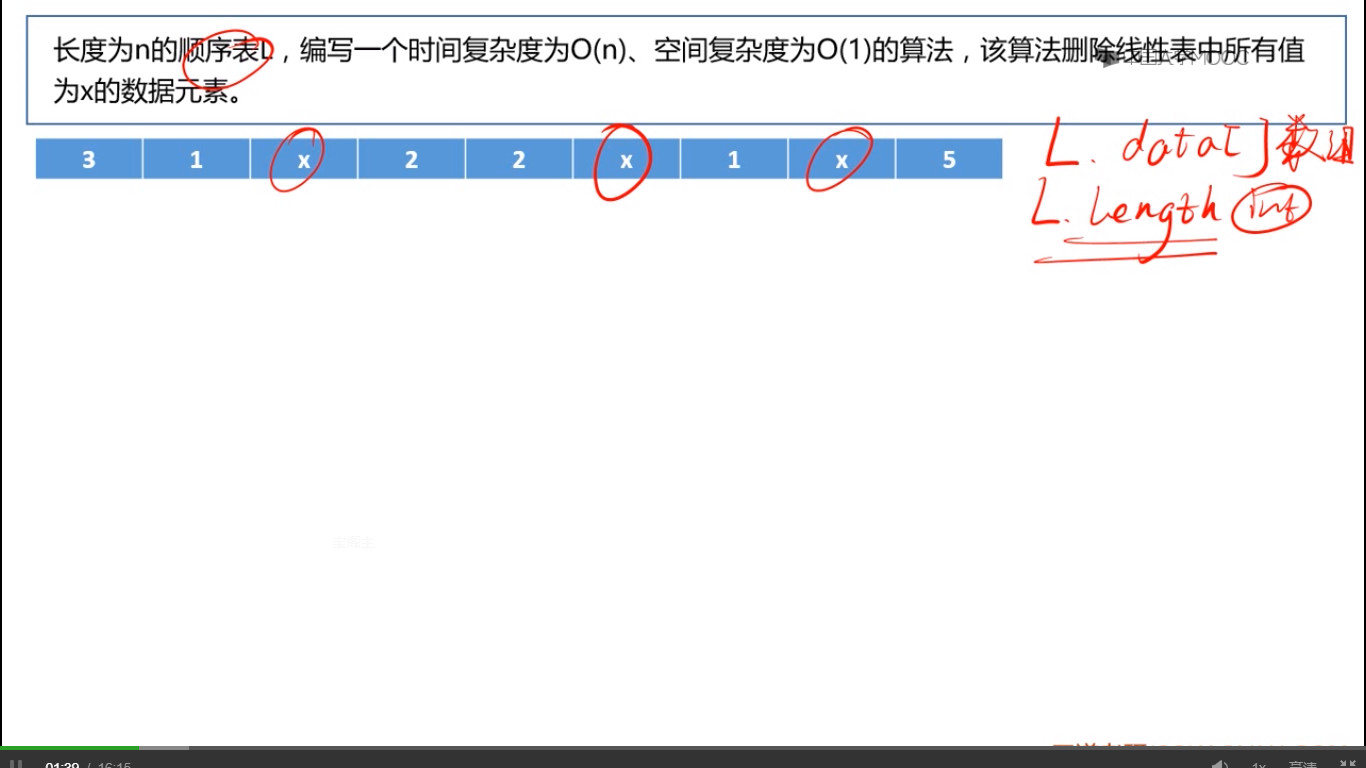 长度为n的顺序表L，编写一个时间复杂度为O(n)、空间复杂度为O(1)的算法，该算法删除线性表中所有值
为x的数据元素。
3 1 x 2 2 x 1 x 5
L. data[] 数组
L. Length int
01:39 / 16:15 1x 高清